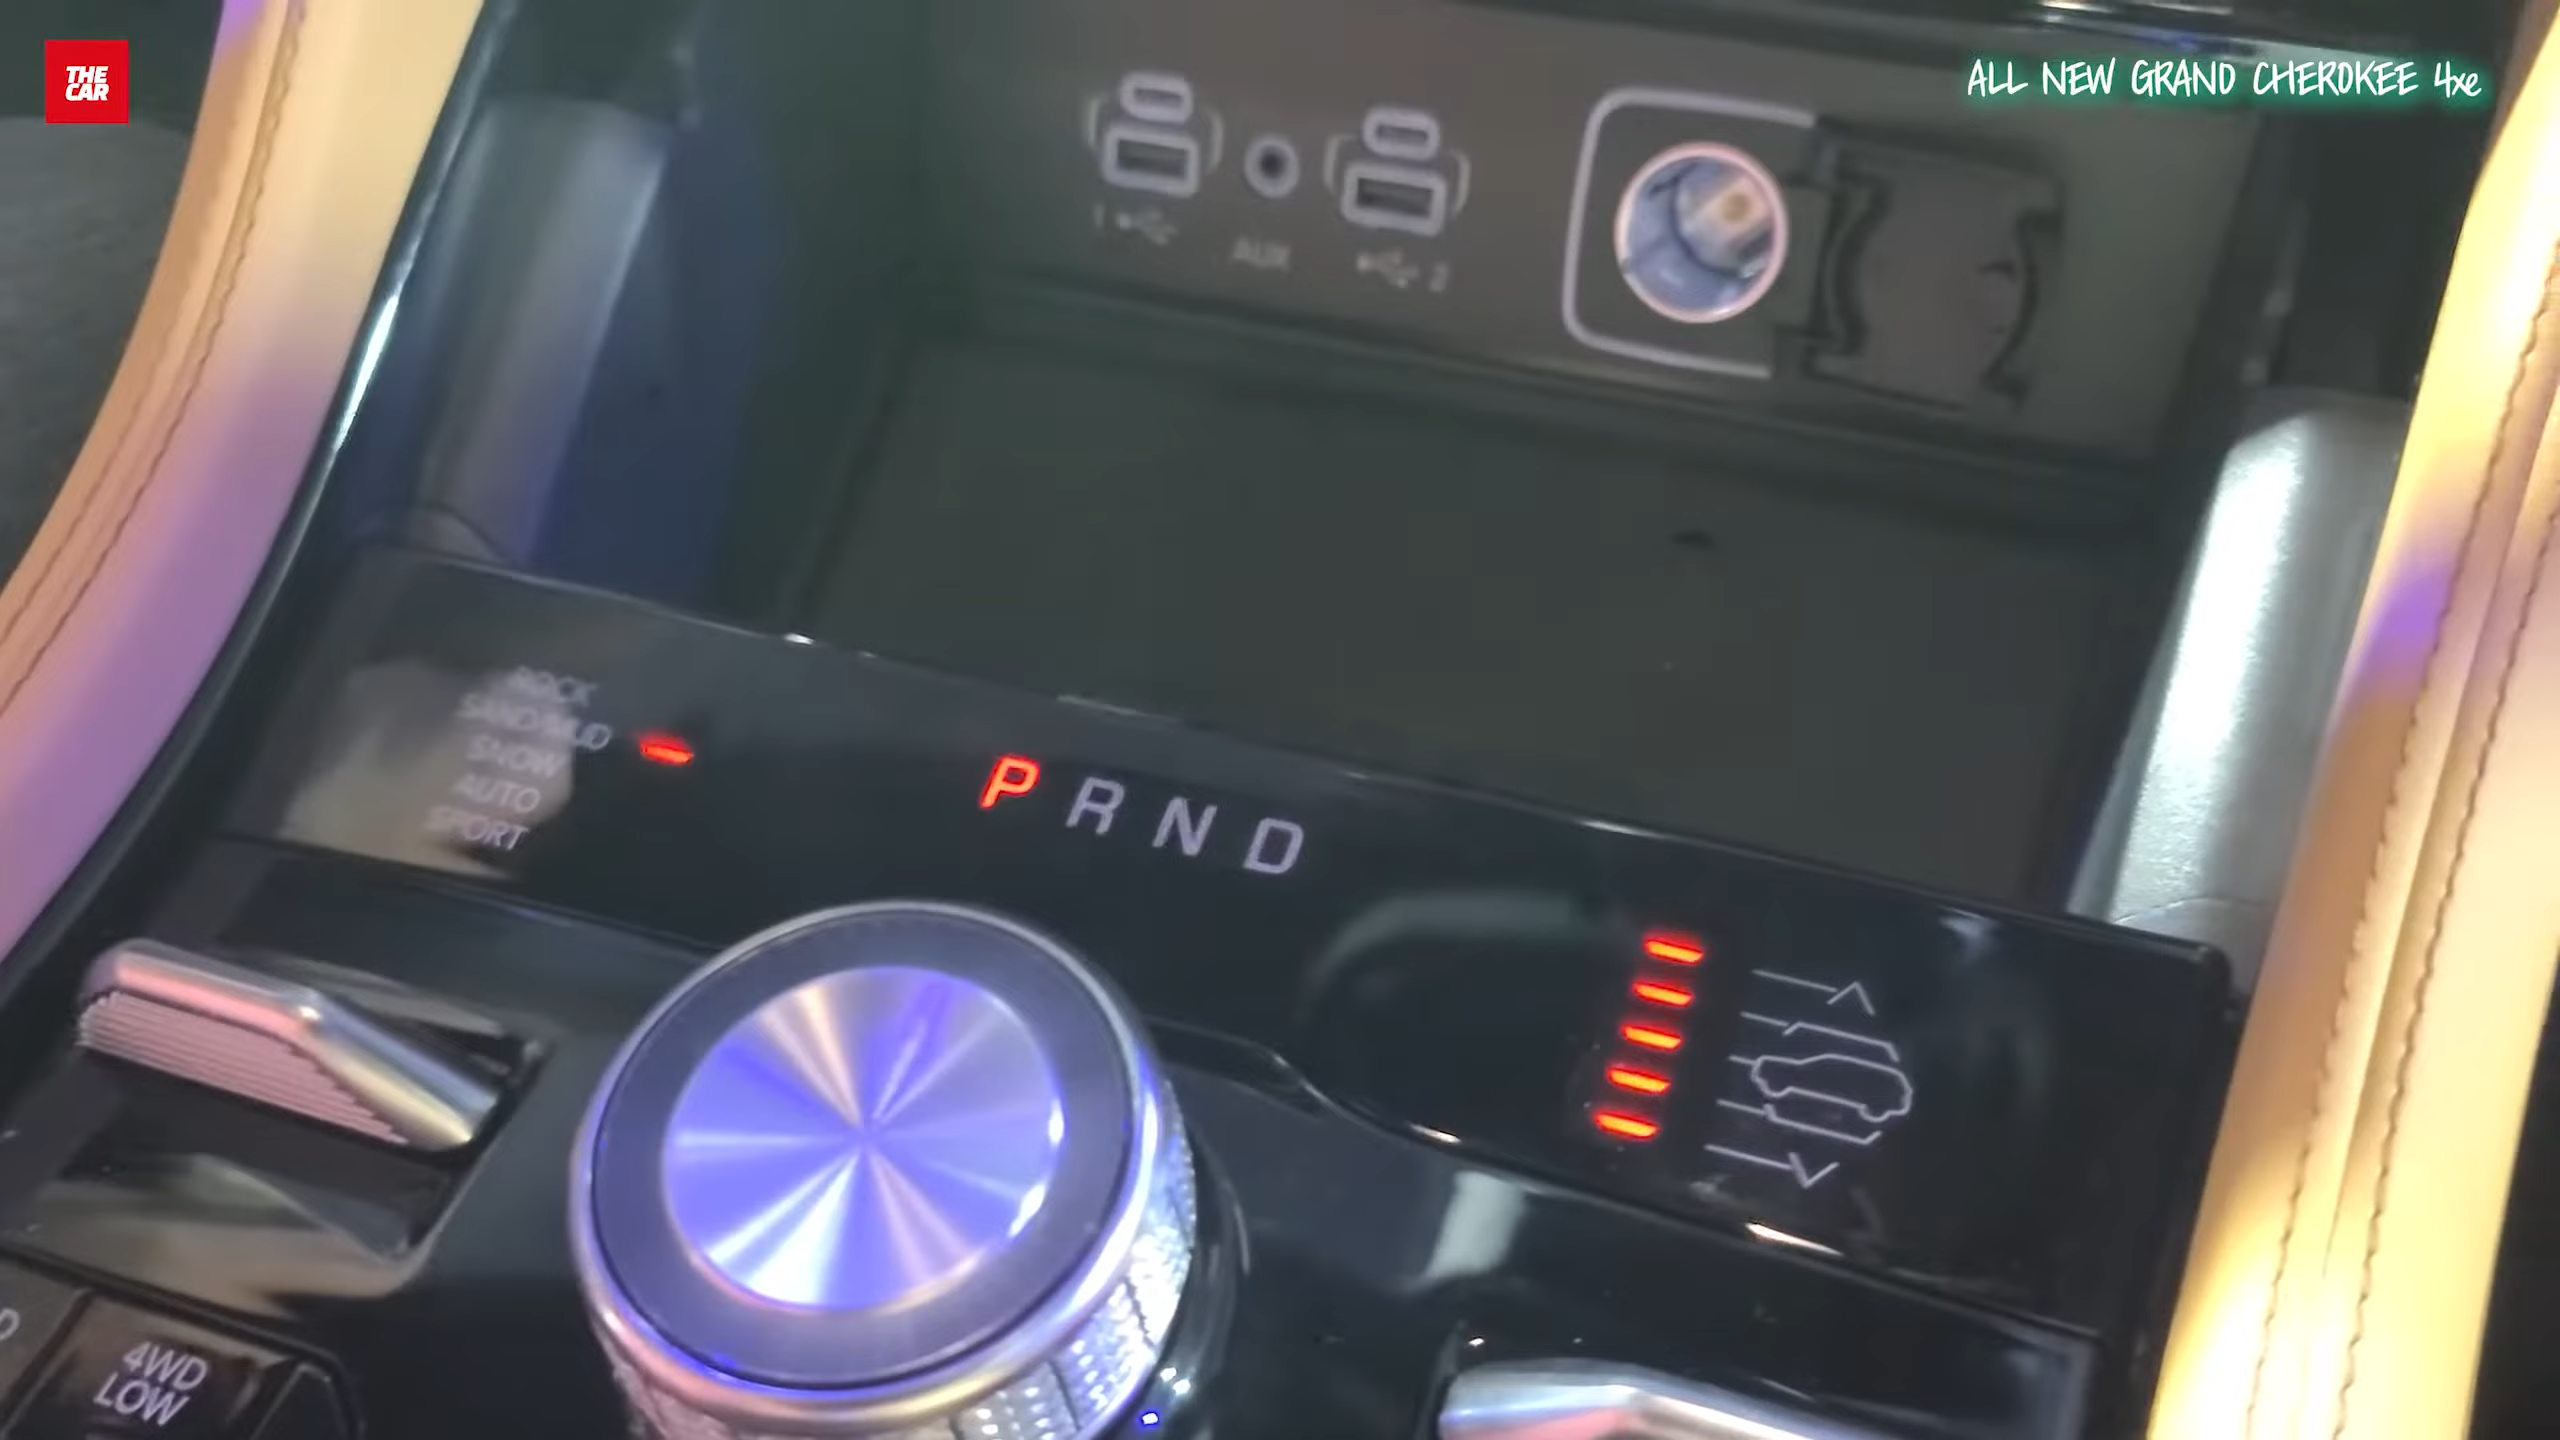 THE
CAR
ALL NEW GRAND CHEROKEE 4xe
1
AUX
2
ROCK
SAND/MUD
SNOW
AUTO
SPORT
P R N D
4WD
LOW